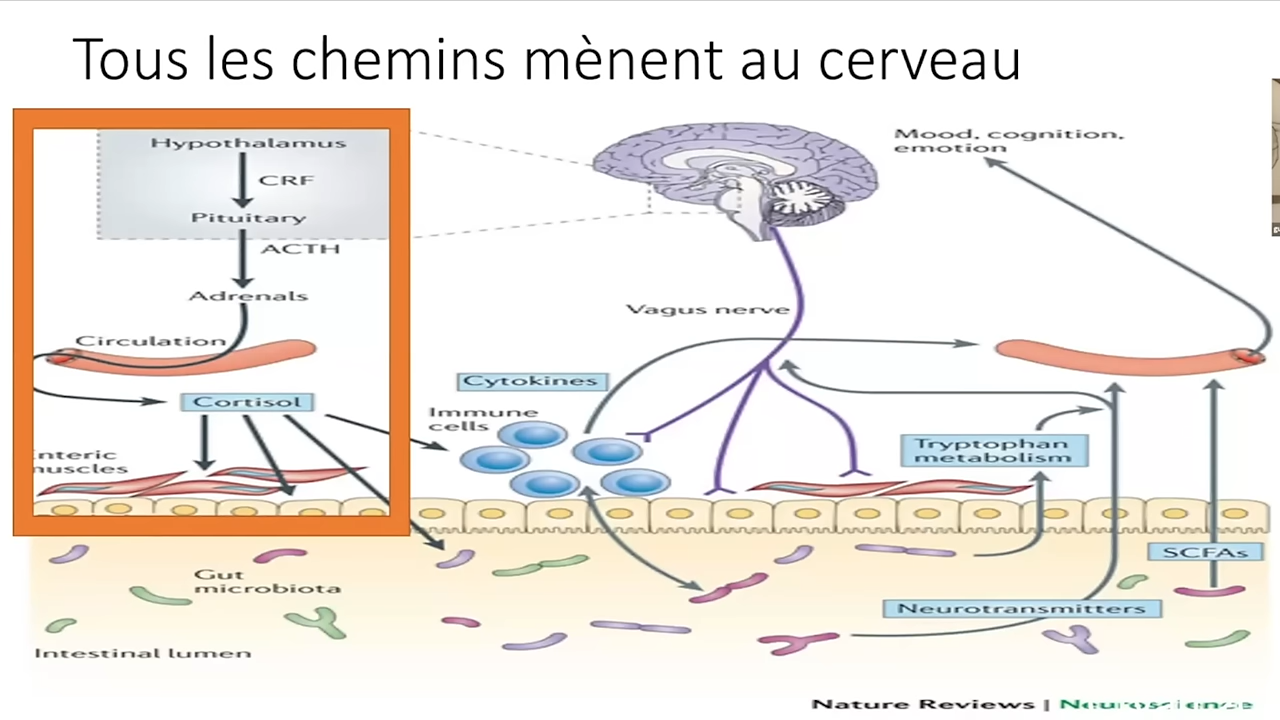 Tous les chemins mènent au cerveau
Hypothalamus
CRF
Pituitary
ACTH
Adrenals
Circulation
Cortisol
nteric
nuscles
Mood, cognition,
emotion
Vagus nerve
Cytokines
Immune
cells
Tryptophan
metabolism
SCFAs
Neurotransmitters
Gut
microbiota
Intestinal lumen
Nature Reviews | Neuroscience